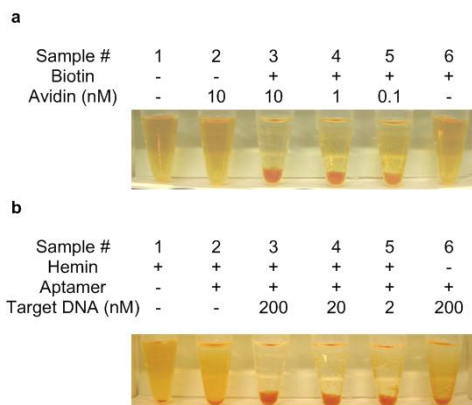 a
Sample # 1 2 3 4 5 6
Biotin - - + + + +
Avidin (nM) - 10 10 1 0.1 -
b
Sample # 1 2 3 4 5 6
Hemin + + + + + -
Aptamer - + + + + +
Target DNA (nM) - - 200 20 2 200